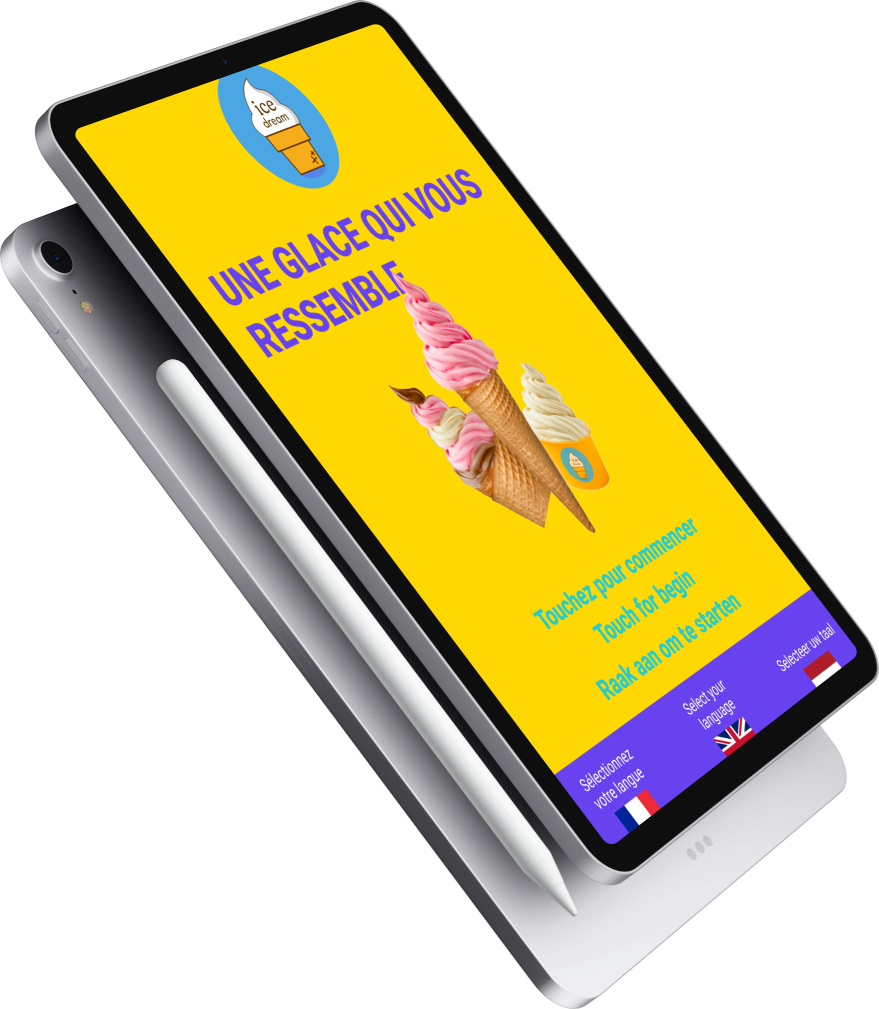 ice
dream
UNE GLACE QUI VOUS
RESSEMBLE
Touchez pour commencer
Touch for begin
Raak aan om te starten
Sélectionnez
votre langue
Select your
language
Selecteer uw taal